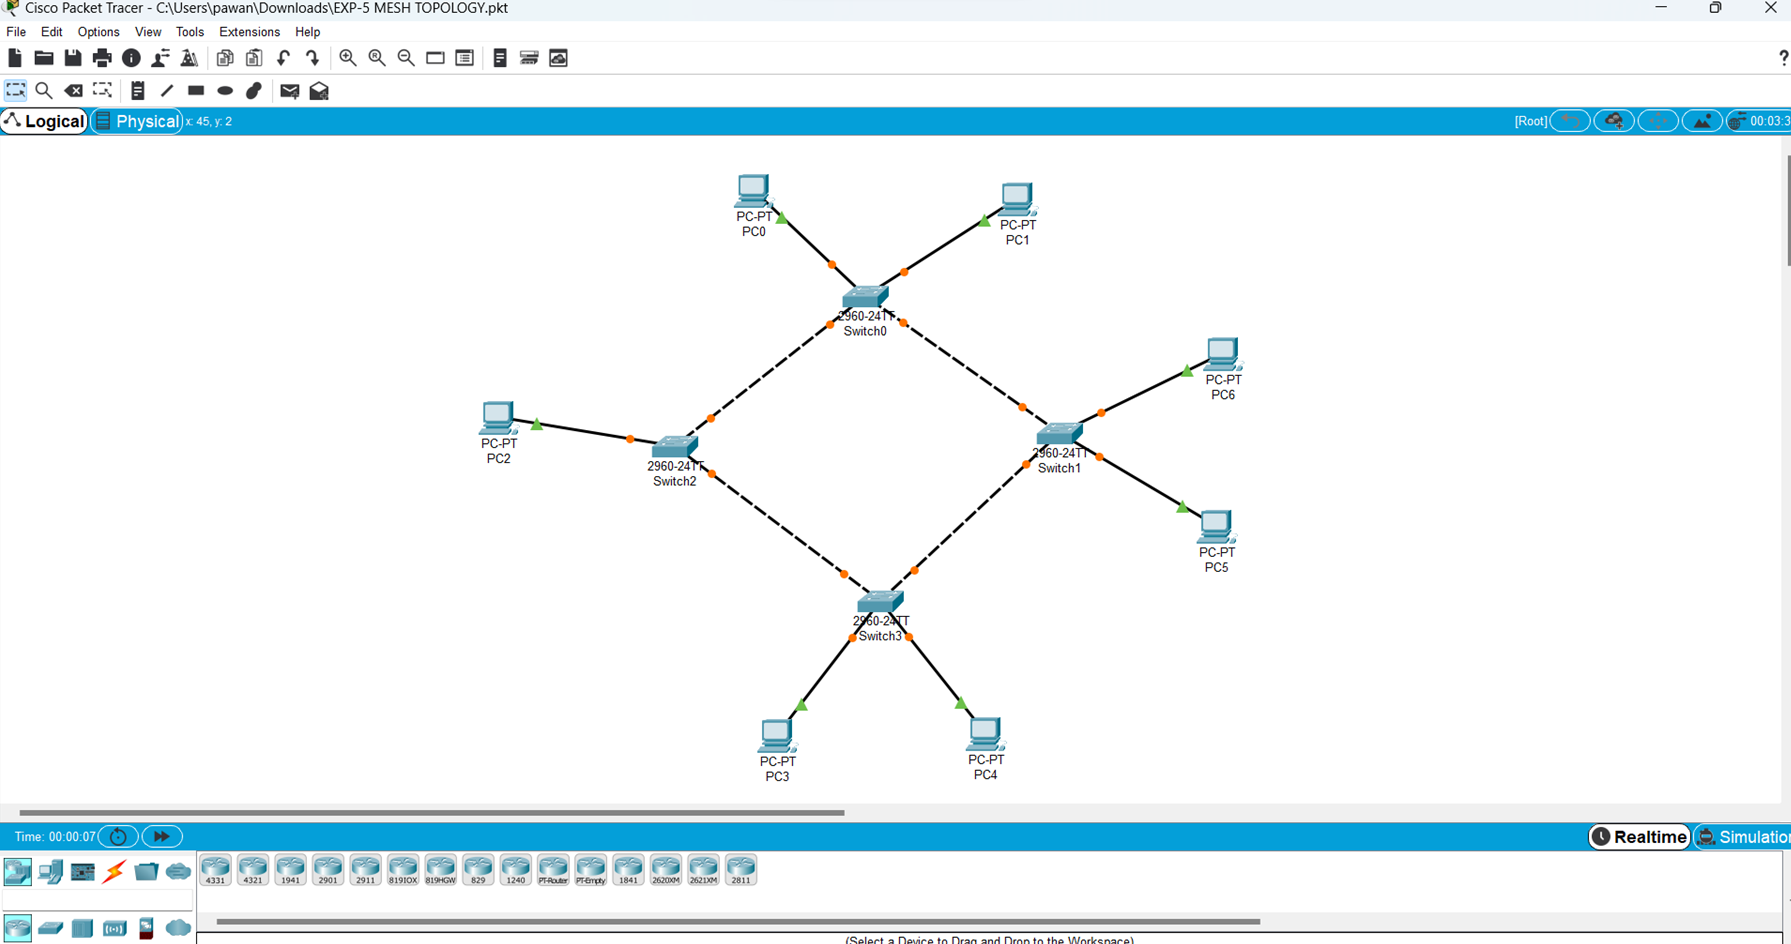 Cisco Packet Tracer - C:\Users\pawan\Downloads\EXP-5 MESH TOPOLOGY.pkt
File Edit Options View Tools Extensions Help
?
Logical Physical x: 45, y: 2 [Root] 00:03:3
PC-PT
PC0
PC-PT
PC1
2960-24TT
Switch0
PC-PT
PC6
PC-PT
PC2
2960-24TT
Switch2
2960-24TT
Switch1
PC-PT
PC5
2960-24TT
Switch3
PC-PT
PC3
PC-PT
PC4
Time: 00:00:07 Realtime Simulatio
4331 4321 1941 2901 2911 819IOX 819HGW 829 1240 PT-Router PT-Empty 1841 2620XM 2621XM 2811
(Select a Device to Drag and Drop to the Workspace)